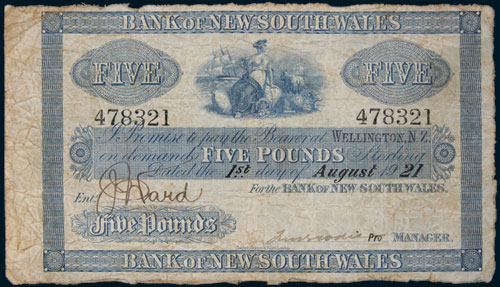 BANK OF NEW SOUTH WALES
FIVE FIVE
478321 478321
I Promise to pay the Bearer at WELLINGTON, N.Z.
on demand FIVE POUNDS Sterling
Dated the 1st day of August 1921
For the BANK OF NEW SOUTH WALES.
Entd. J Ward
Five Pounds
Pro MANAGER.
BANK OF NEW SOUTH WALES